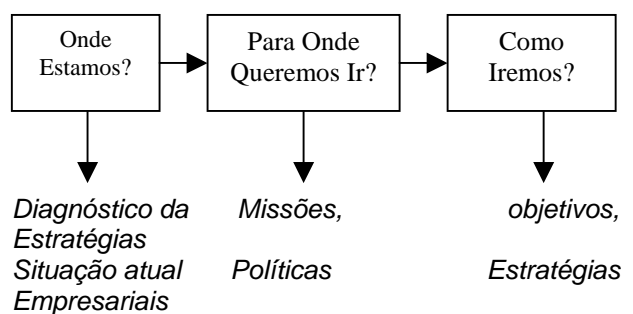 Onde
Estamos?
Para Onde
Queremos Ir?
Como
Iremos?
Diagnóstico da Missões, objetivos,
Estratégias
Situação atual Políticas Estratégias
Empresariais